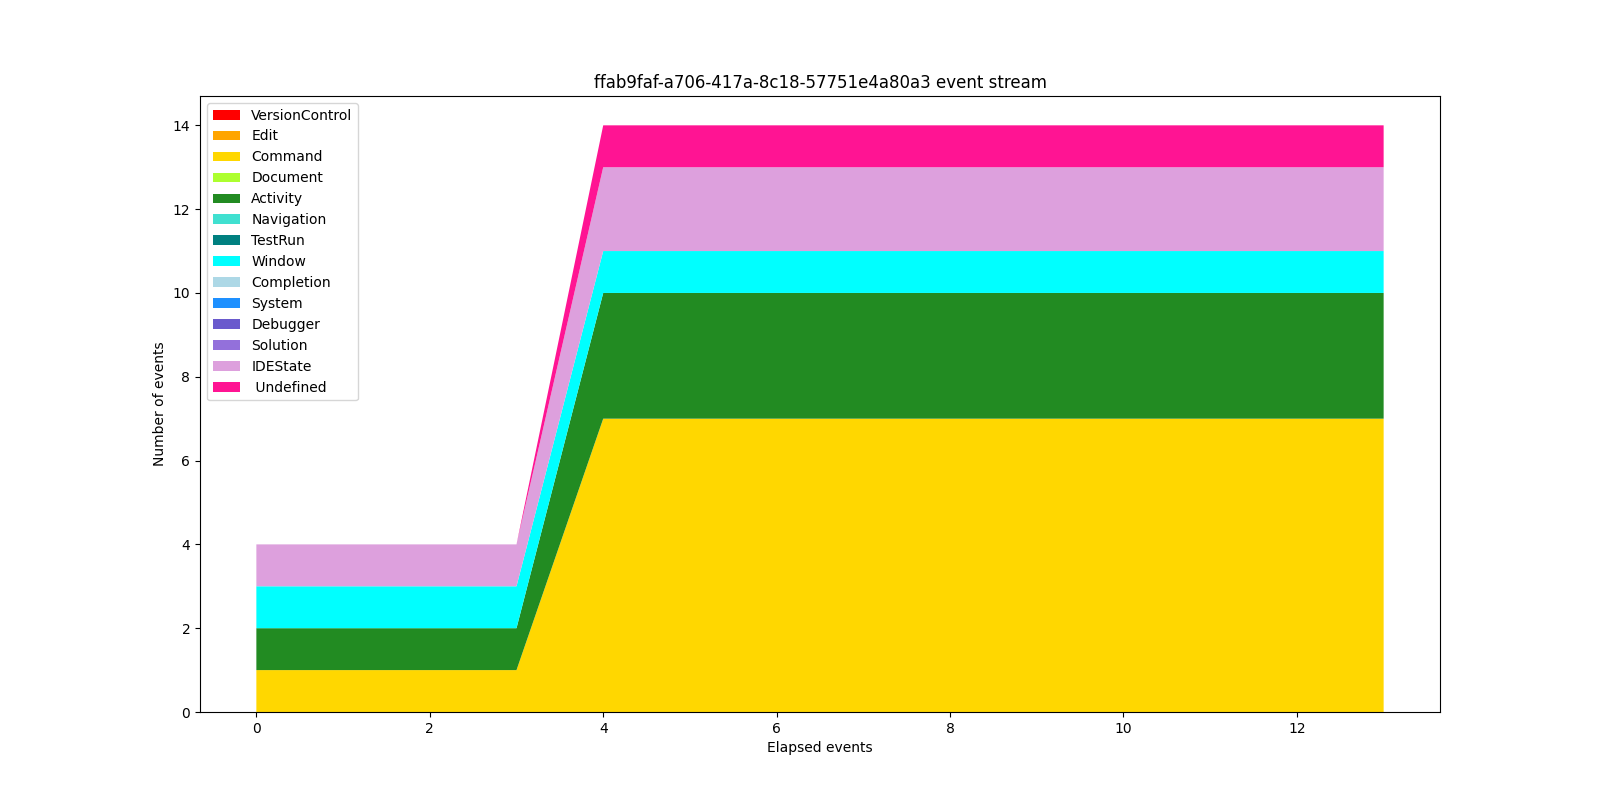 ffab9faf-a706-417a-8c18-57751e4a80a3 event stream
VersionControl
Edit
Command
Document
Activity
Navigation
TestRun
Window
Completion
System
Debugger
Solution
IDEState
Undefined
Number of events
14
12
10
8
6
4
2
0
0 2 4 6 8 10 12
Elapsed events